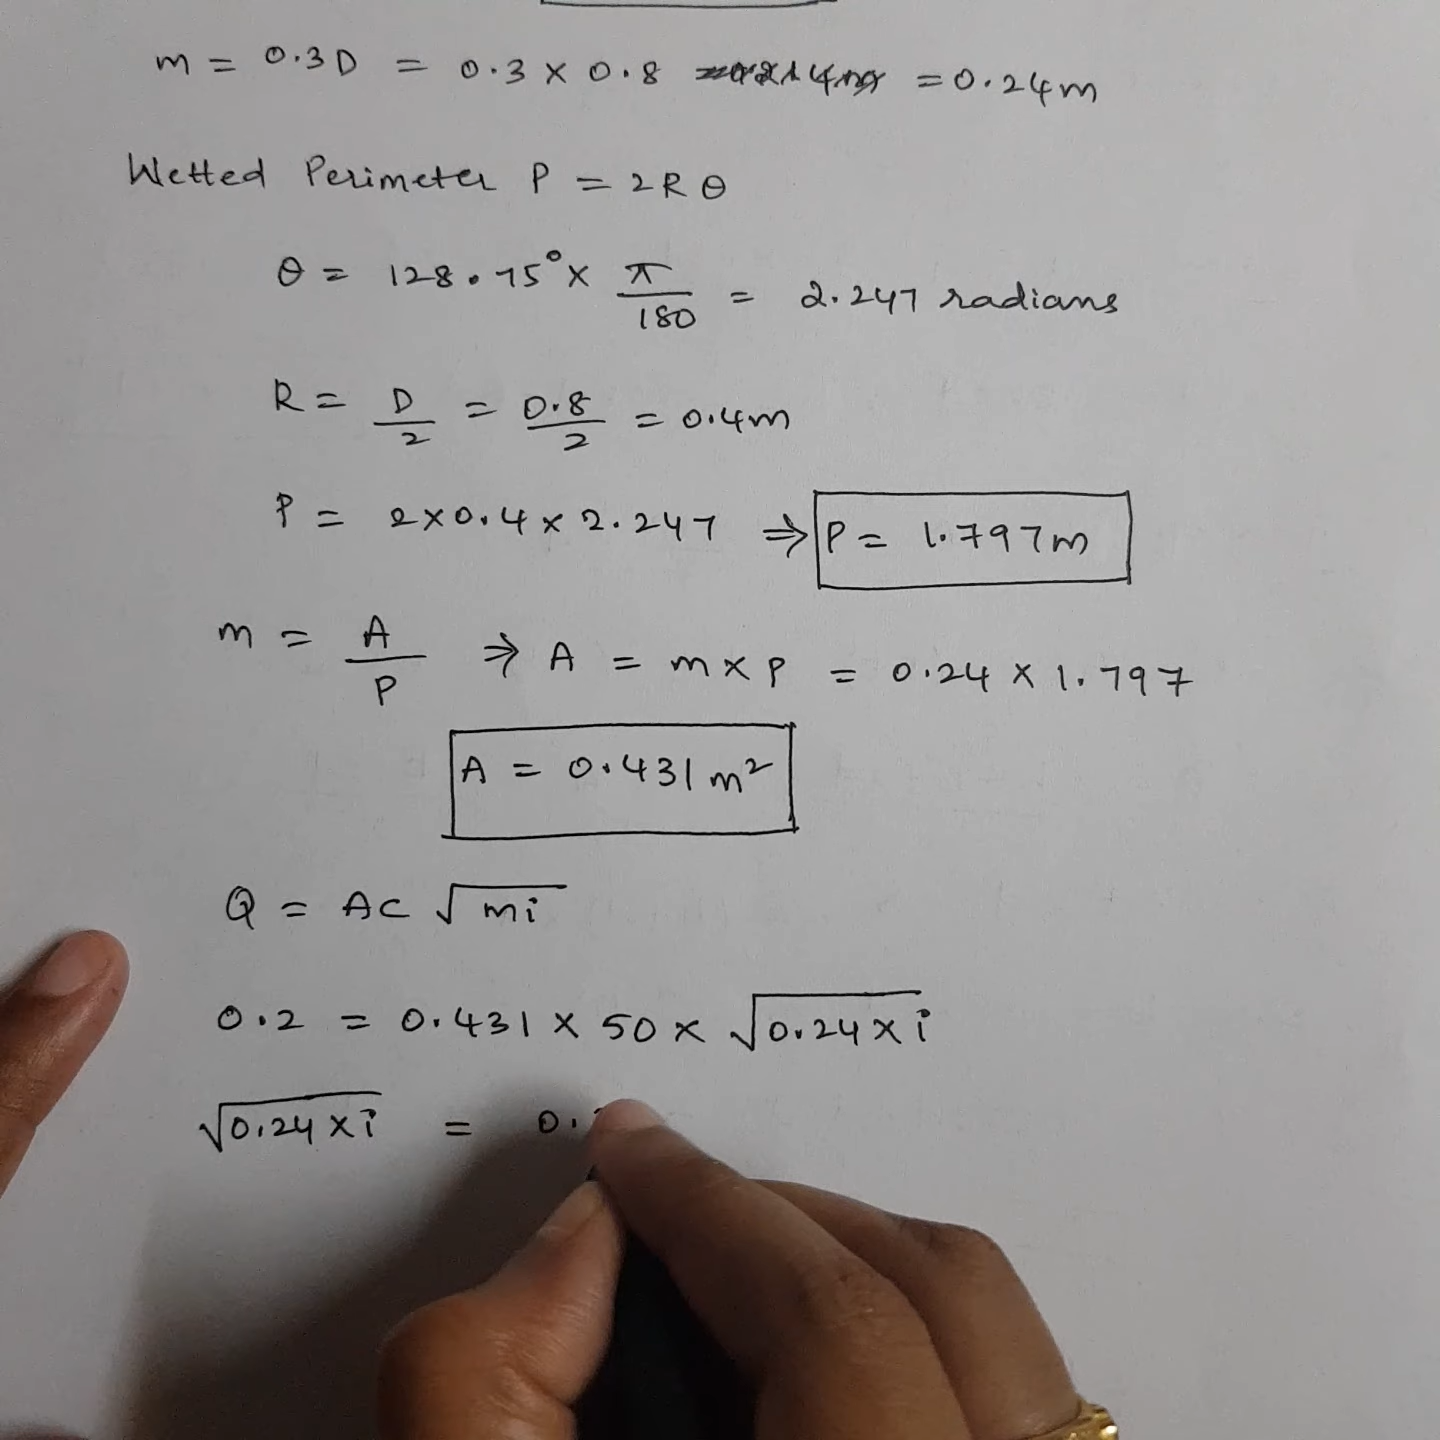 m = 0.3D = 0.3 × 0.8 = 0.24m
Wetted Perimeter P = 2Rθ
θ = 128.75° × π/180 = 2.247 radians
R = D/2 = 0.8/2 = 0.4m
P = 2×0.4×2.247 ⇒ P = 1.797m
m = A/P ⇒ A = m×P = 0.24 × 1.797
A = 0.431 m²
Q = AC √mi
0.2 = 0.431 × 50 × √0.24×i
√0.24×i = 0.